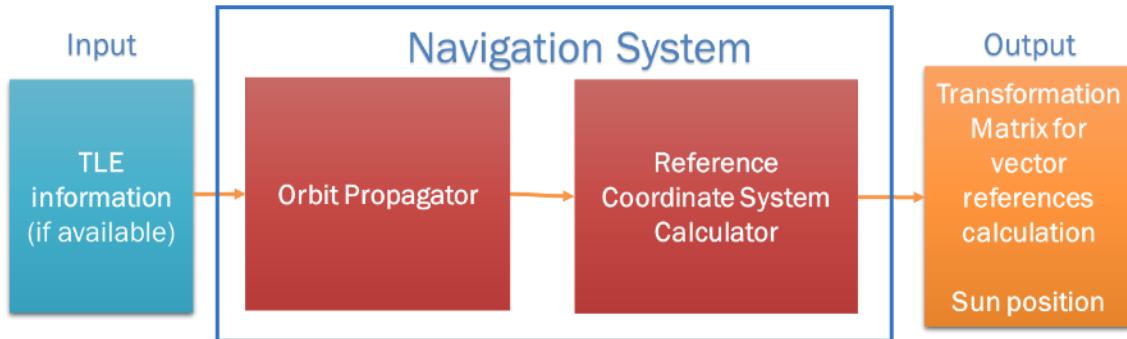 Input
Navigation System
Output
TLE
information
(if available)
Orbit Propagator
Reference
Coordinate System
Calculator
Transformation
Matrix for
vector
references
calculation
Sun position